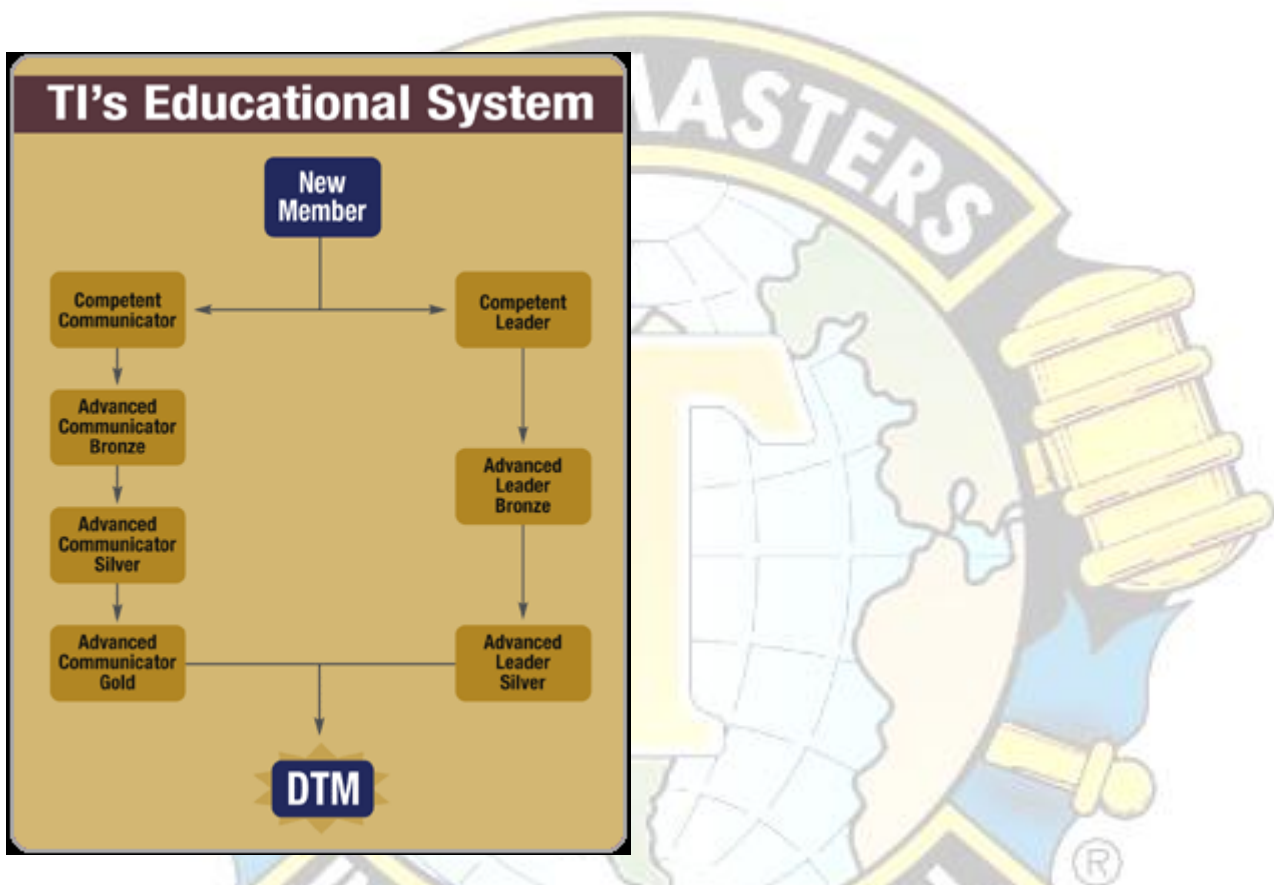 TI's Educational System
New
Member
Competent
Communicator
Competent
Leader
Advanced
Communicator
Bronze
Advanced
Leader
Bronze
Advanced
Communicator
Silver
Advanced
Communicator
Gold
Advanced
Leader
Silver
DTM
MASTERS
T
®